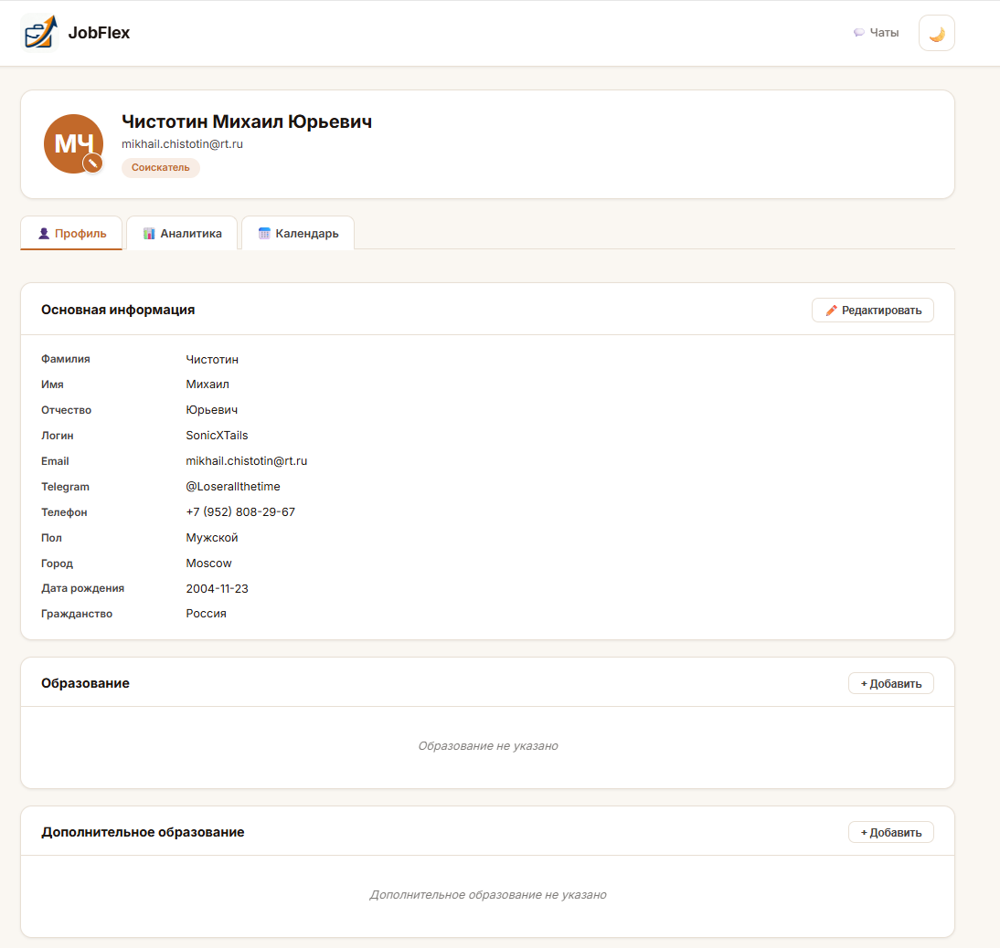 JobFlex
Чаты
МЧ
Чистотин Михаил Юрьевич
mikhail.chistotin@rt.ru
Соискатель
Профиль
Аналитика
Календарь
Основная информация
Редактировать
Фамилия Чистотин
Имя Михаил
Отчество Юрьевич
Логин SonicXTails
Email mikhail.chistotin@rt.ru
Telegram @Loserallthetime
Телефон +7 (952) 808-29-67
Пол Мужской
Город Moscow
Дата рождения 2004-11-23
Гражданство Россия
Образование
+ Добавить
Образование не указано
Дополнительное образование
+ Добавить
Дополнительное образование не указано